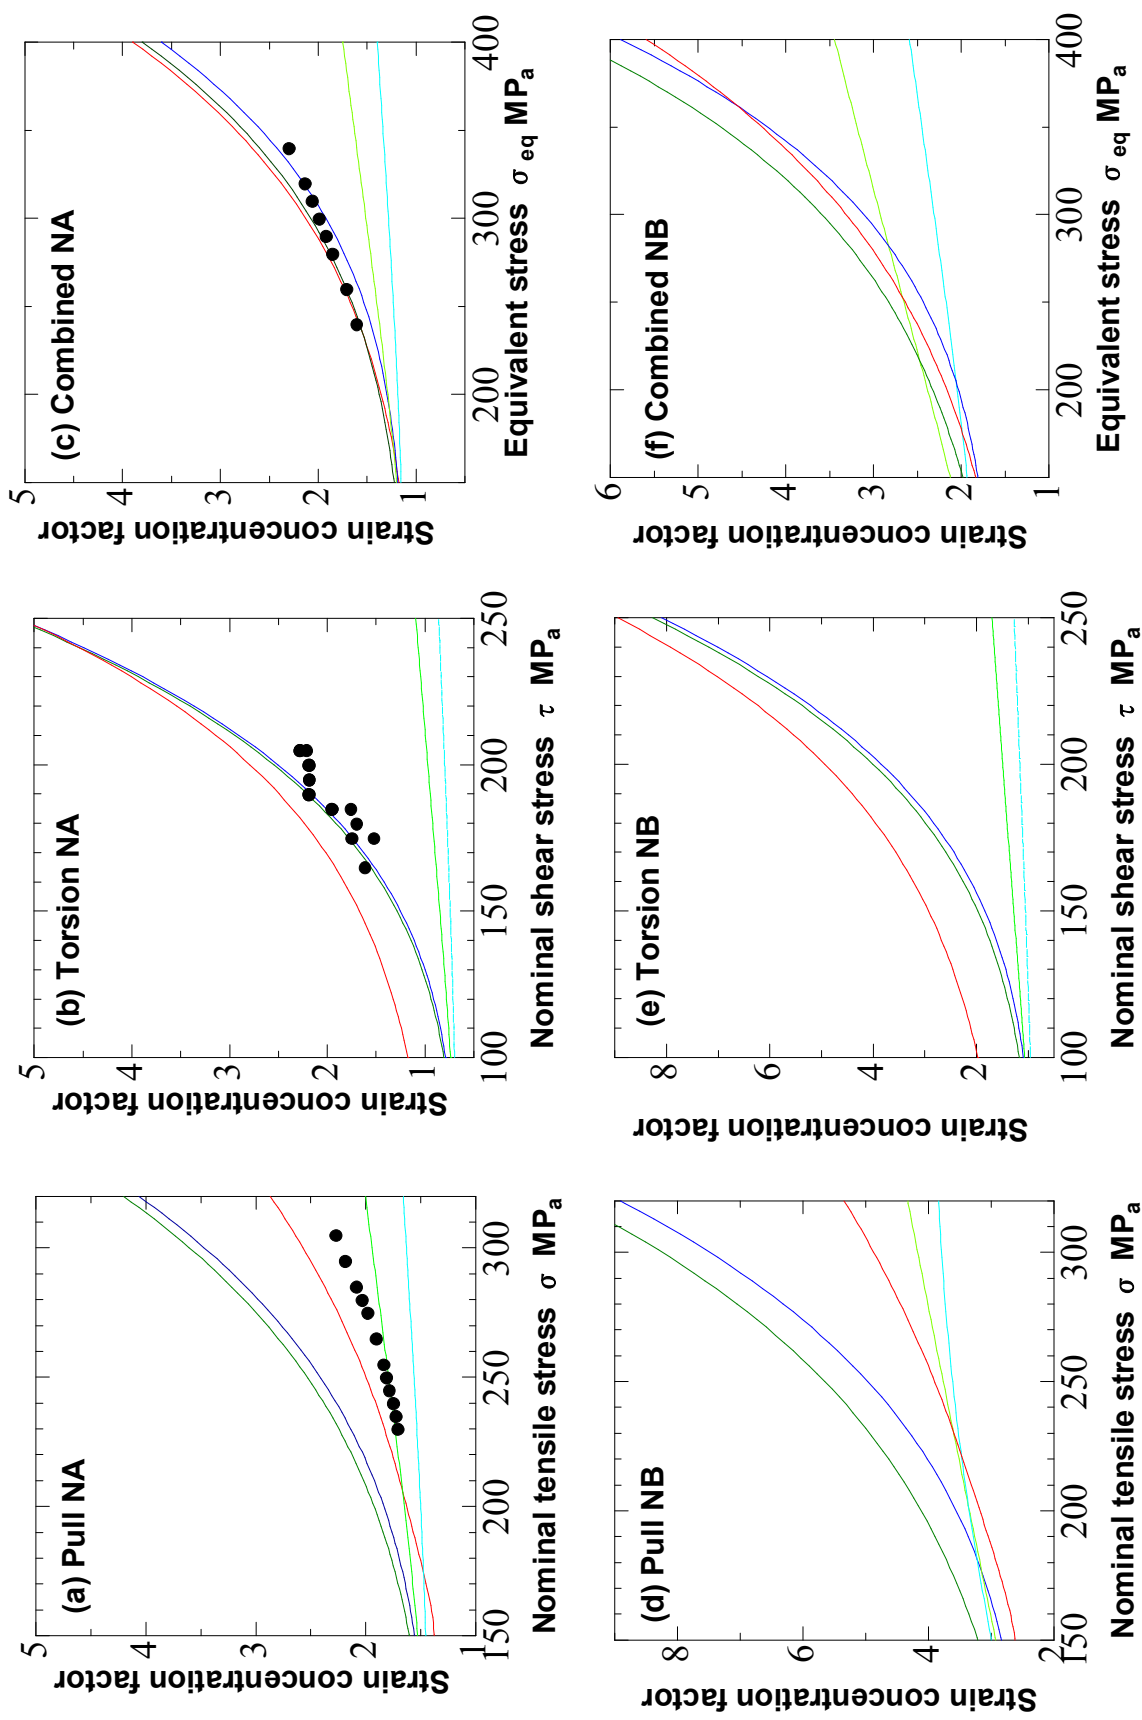 (a) Pull NA
Strain concentration factor
5
4
3
2
1
150 200 250 300
Nominal tensile stress σ MPa
(b) Torsion NA
Strain concentration factor
5
4
3
2
1
100 150 200 250
Nominal shear stress τ MPa
(c) Combined NA
Strain concentration factor
5
4
3
2
1
200 300 400
Equivalent stress σ eq MPa
(d) Pull NB
Strain concentration factor
8
6
4
2
150 200 250 300
Nominal tensile stress σ MPa
(e) Torsion NB
Strain concentration factor
8
6
4
2
100 150 200 250
Nominal shear stress τ MPa
(f) Combined NB
Strain concentration factor
6
5
4
3
2
1
200 300 400
Equivalent stress σ eq MPa